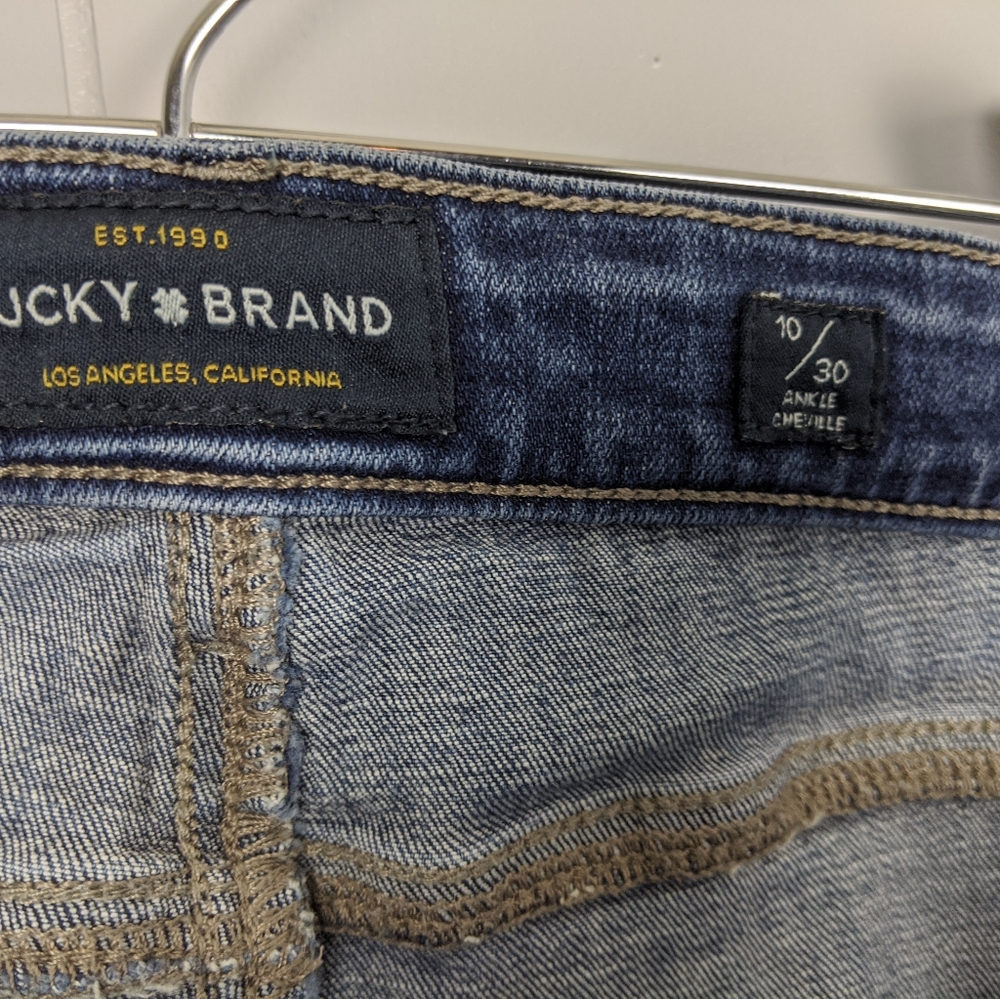 EST.1990
UCKY BRAND
LOS ANGELES, CALIFORNIA
10/30
ANKLE
CHEVILLE